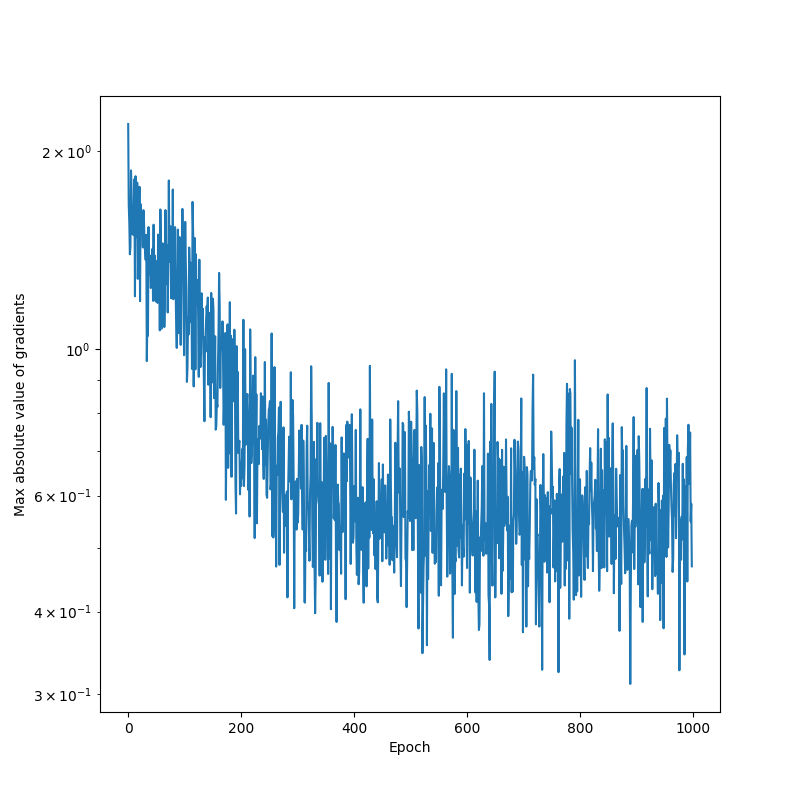 Max absolute value of gradients
2 × 10⁰
10⁰
6 × 10⁻¹
4 × 10⁻¹
3 × 10⁻¹
0 200 400 600 800 1000
Epoch